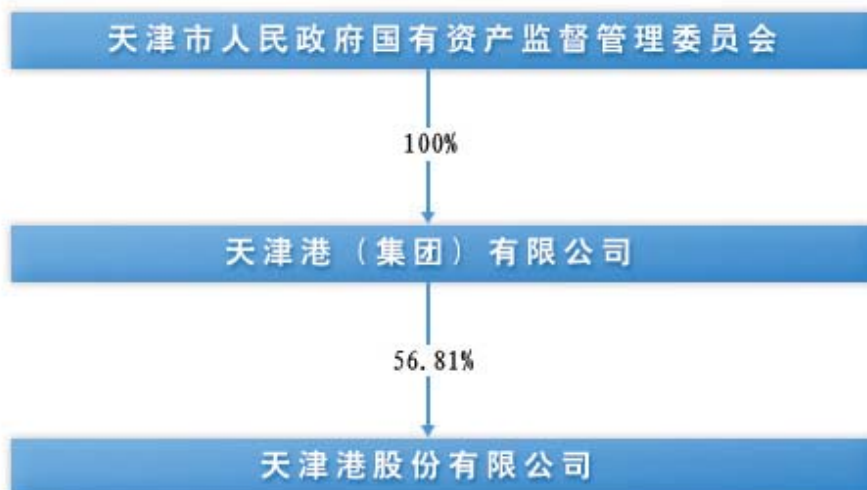 天津市人民政府国有资产监督管理委员会
100%
天津港（集团）有限公司
56.81%
天津港股份有限公司